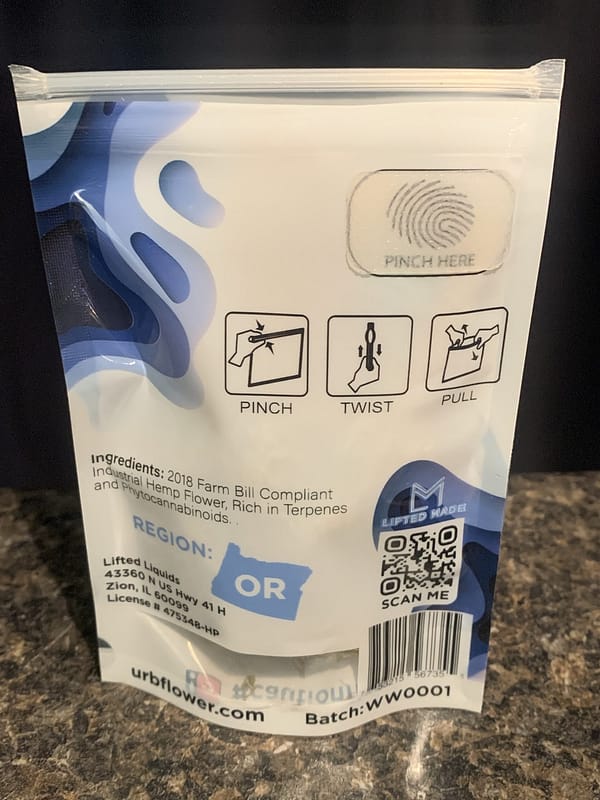 PINCH HERE
PINCH
TWIST
PULL
Ingredients: 2018 Farm Bill Compliant
Industrial Hemp Flower, Rich in Terpenes
and Phytocannabinoids. .
REGION:
OR
LIFTED MADE
SCAN ME
Lifted Liquids
43360 N US Hwy 41 H
Zion, IL 60099
License # 475348-HP
#caution
urbflower.com
Batch:WW0001